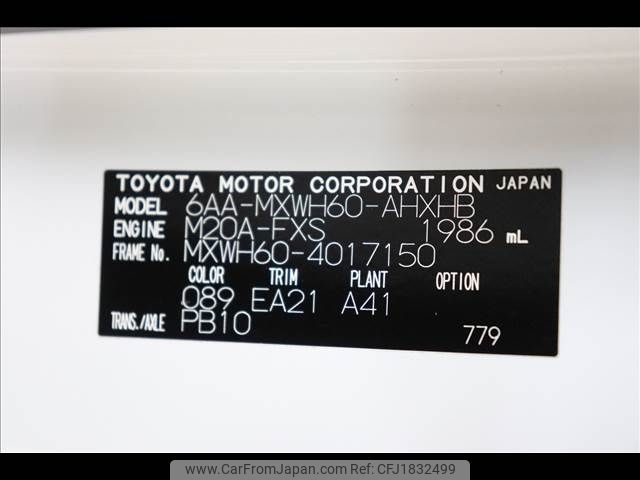 TOYOTA MOTOR CORPORATION JAPAN
MODEL 6AA-MXWH60-AHXHB
ENGINE M20A-FXS 1986 mL
FRAME No. MXWH60-4017150
COLOR TRIM PLANT OPTION
089 EA21 A41
TRANS./AXLE PB10 779
www.CarFromJapan.com ID:CFJ1832499